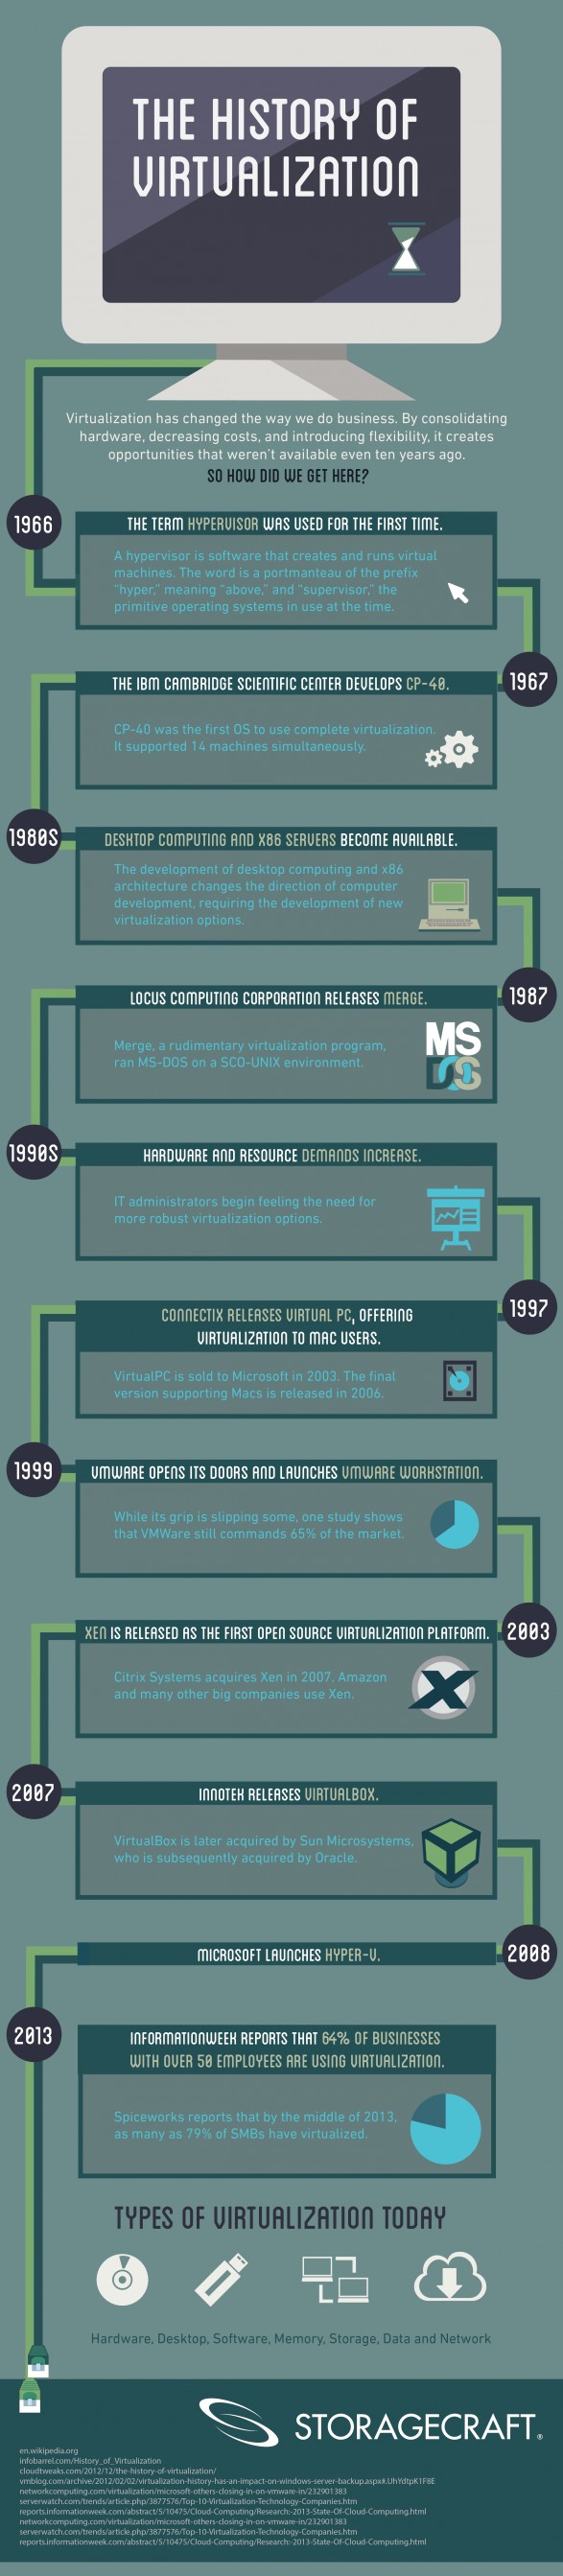 THE HISTORY OF
VIRTUALIZATION
Virtualization has changed the way we do business. By consolidating
hardware, decreasing costs, and introducing flexibility, it creates
opportunities that weren't available even ten years ago.
SO HOW DID WE GET HERE?
1966
THE TERM HYPERVISOR WAS USED FOR THE FIRST TIME.
A hypervisor is software that creates and runs virtual
machines. The word is a portmanteau of the prefix
"hyper," meaning "above," and "supervisor," the
primitive operating systems in use at the time.
1967
THE IBM CAMBRIDGE SCIENTIFIC CENTER DEVELOPS CP-40.
CP-40 was the first OS to use complete virtualization.
It supported 14 machines simultaneously.
1980S
DESKTOP COMPUTING AND X86 SERVERS BECOME AVAILABLE.
The development of desktop computing and x86
architecture changes the direction of computer
development, requiring the development of new
virtualization options.
1987
LOCUS COMPUTING CORPORATION RELEASES MERGE.
Merge, a rudimentary virtualization program,
ran MS-DOS on a SCO-UNIX environment.
MS
DOS
1990S
HARDWARE AND RESOURCE DEMANDS INCREASE.
IT administrators begin feeling the need for
more robust virtualization options.
1997
CONNECTIX RELEASES VIRTUAL PC, OFFERING
VIRTUALIZATION TO MAC USERS.
VirtualPC is sold to Microsoft in 2003. The final
version supporting Macs is released in 2006.
1999
VMWARE OPENS ITS DOORS AND LAUNCHES VMWARE WORKSTATION.
While its grip is slipping some, one study shows
that VMWare still commands 65% of the market.
2003
XEN IS RELEASED AS THE FIRST OPEN SOURCE VIRTUALIZATION PLATFORM.
Citrix Systems acquires Xen in 2007. Amazon
and many other big companies use Xen.
X
2007
INNOTEK RELEASES VIRTUALBOX.
VirtualBox is later acquired by Sun Microsystems,
who is subsequently acquired by Oracle.
2008
MICROSOFT LAUNCHES HYPER-V.
2013
INFORMATIONWEEK REPORTS THAT 64% OF BUSINESSES
WITH OVER 50 EMPLOYEES ARE USING VIRTUALIZATION.
Spiceworks reports that by the middle of 2013,
as many as 79% of SMBs have virtualized.
TYPES OF VIRTUALIZATION TODAY
Hardware, Desktop, Software, Memory, Storage, Data and Network
STORAGECRAFT®
en.wikipedia.org
infobarrel.com/History_of_Virtualization
cloudtweaks.com/2012/12/the-history-of-virtualization/
vmblog.com/archive/2012/02/02/virtualization-history-has-an-impact-on-windows-server-backup.aspx#.UhYdtpK1F8E
networkcomputing.com/virtualization/microsoft-others-closing-in-on-vmware-in/232901383
serverwatch.com/trends/article.php/3877576/Top-10-Virtualization-Technology-Companies.htm
reports.informationweek.com/abstract/5/10475/Cloud-Computing/Research:-2013-State-Of-Cloud-Computing.html
networkcomputing.com/virtualization/microsoft-others-closing-in-on-vmware-in/232901383
serverwatch.com/trends/article.php/3877576/Top-10-Virtualization-Technology-Companies.htm
reports.informationweek.com/abstract/5/10475/Cloud-Computing/Research:-2013-State-Of-Cloud-Computing.html